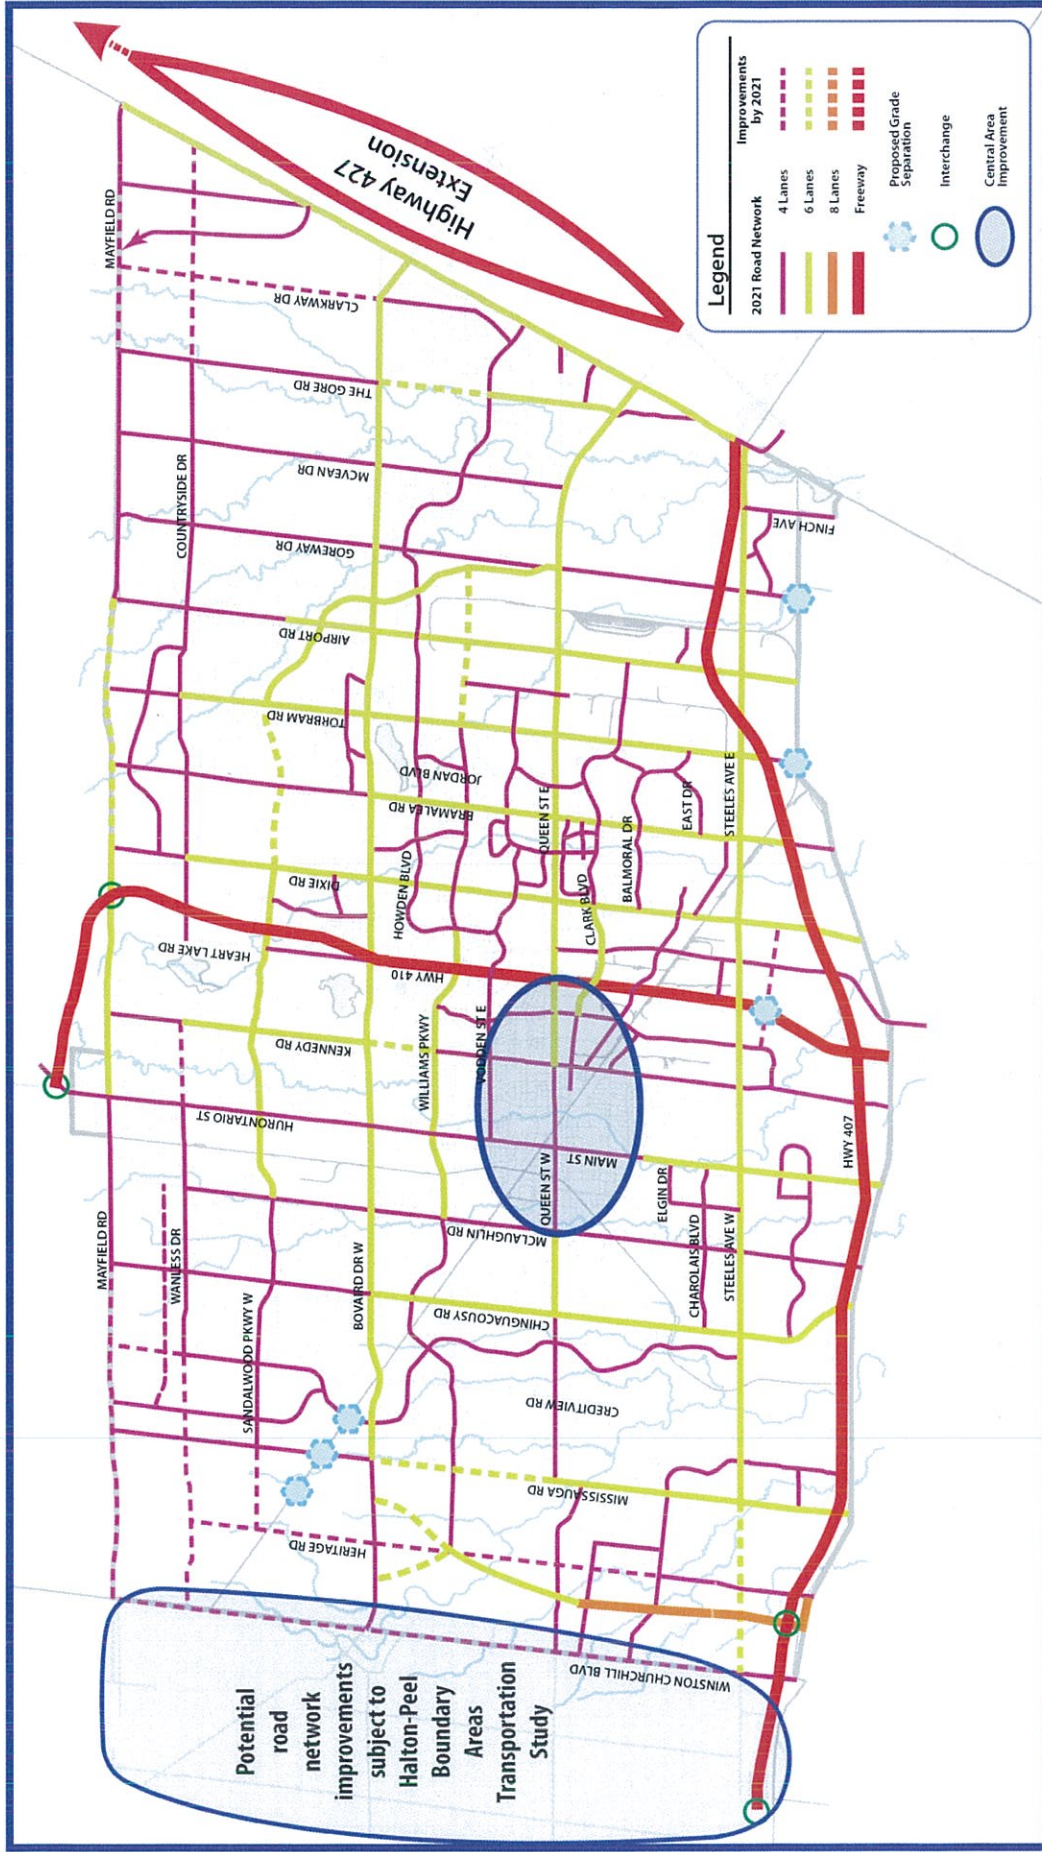 Potential
road
network
improvements
subject to
Halton-Peel
Boundary
Areas
Transportation
Study
Highway 427
Extension
MAYFIELD RD
MAYFIELD RD
COUNTRYSIDE DR
WANLESS DR
SANDALWOOD PKWY W
BOVAIRD DR W
WILLIAMS PKWY
HOWDEN BLVD
JORDAN BLVD
VODDEN ST E
QUEEN ST W
QUEEN ST E
CLARK BLVD
BALMORAL DR
EAST DR
ELGIN DR
CHAROLAIS BLVD
STEELES AVE W
STEELES AVE E
HWY 407
FINCH AVE
WINSTON CHURCHILL BLVD
HERITAGE RD
MISSISSAUGA RD
CREDITVIEW RD
CHINGUACOUSY RD
MCLAUGHLIN RD
HURONTARIO ST
MAIN ST
KENNEDY RD
HEART LAKE RD
HWY 410
DIXIE RD
BRAMALEA RD
TORBRAM RD
AIRPORT RD
GOREWAY DR
MCVEAN DR
THE GORE RD
CLARKWAY DR
Legend
2021 Road Network
Improvements
by 2021
4 Lanes
6 Lanes
8 Lanes
Freeway
Proposed Grade
Separation
Interchange
Central Area
Improvement